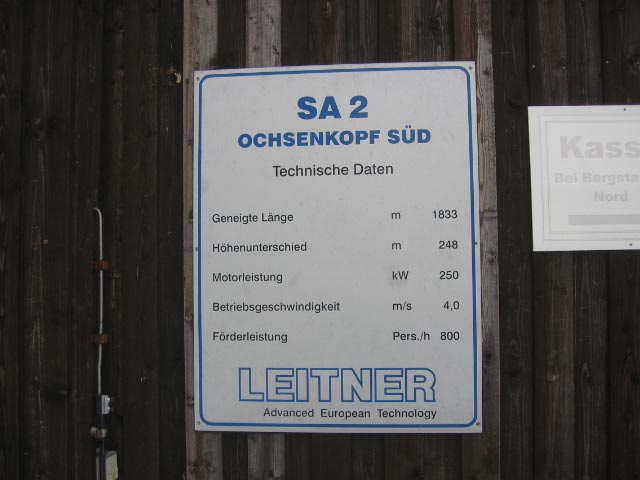 SA 2
OCHSENKOPF SÜD
Technische Daten
Geneigte Länge m 1833
Höhenunterschied m 248
Motorleistung kW 250
Betriebsgeschwindigkeit m/s 4,0
Förderleistung Pers./h 800
LEITNER
Advanced European Technology
Kass
Bei Bergsta
Nord